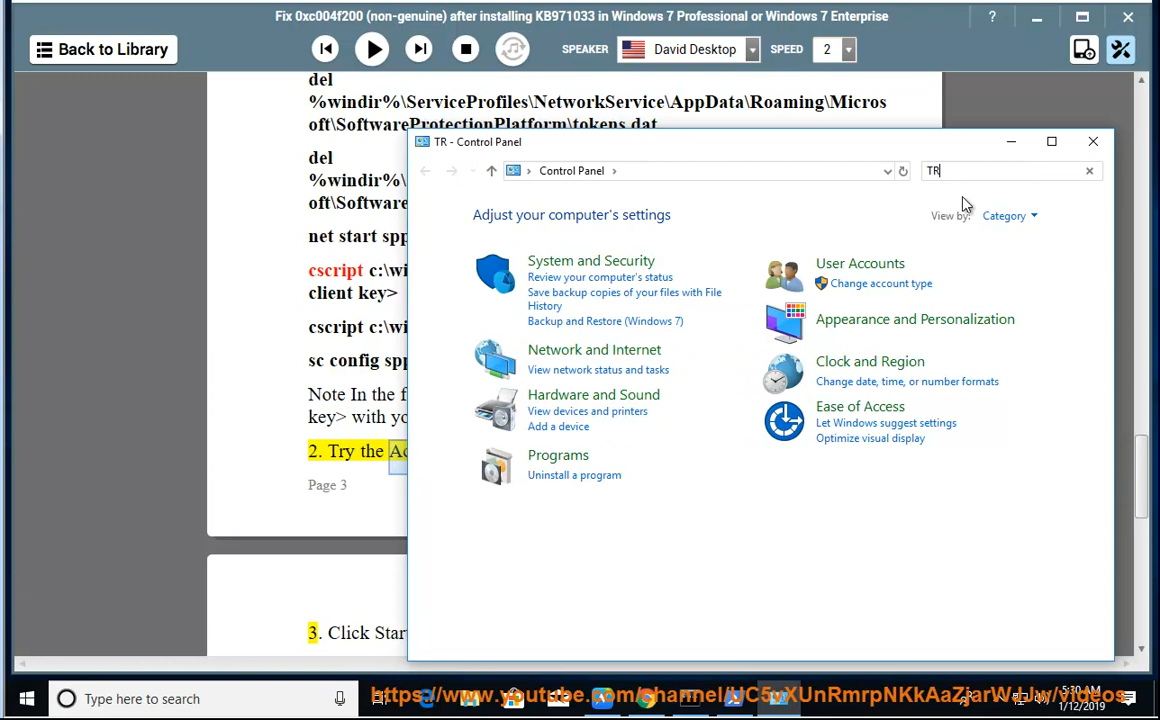 Fix 0xc004f200 (non-genuine) after installing KB971033 in Windows 7 Professional or Windows 7 Enterprise
Back to Library
SPEAKER
David Desktop
SPEED
2
del
%windir%\ServiceProfiles\NetworkService\AppData\Roaming\Micros
oft\SoftwareProtectionPlatform\tokens.dat
del
%windir%\
oft\Software
net start spp
cscript c:\wi
client key>
cscript c:\wi
sc config spp
Note In the f
key> with yo
2. Try the Ac
Page 3
3. Click Star
TR - Control Panel
Control Panel
TR
Adjust your computer's settings
View by:
Category
System and Security
Review your computer's status
Save backup copies of your files with File
History
Backup and Restore (Windows 7)
Network and Internet
View network status and tasks
Hardware and Sound
View devices and printers
Add a device
Programs
Uninstall a program
User Accounts
Change account type
Appearance and Personalization
Clock and Region
Change date, time, or number formats
Ease of Access
Let Windows suggest settings
Optimize visual display
Type here to search
5:30 AM
1/12/2019